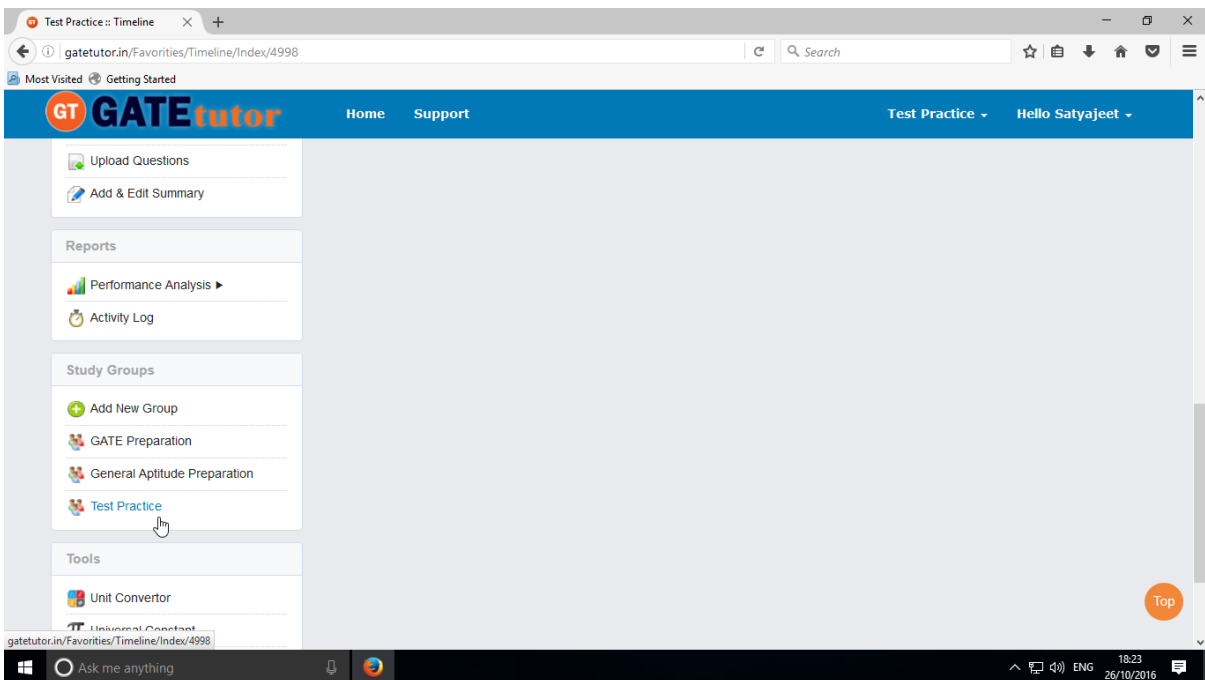 Test Practice :: Timeline
gatetutor.in/Favorities/Timeline/Index/4998
Search
Most Visited Getting Started
GT GATEtutor Home Support Test Practice Hello Satyajeet
Upload Questions
Add & Edit Summary
Reports
Performance Analysis
Activity Log
Study Groups
Add New Group
GATE Preparation
General Aptitude Preparation
Test Practice
Tools
Unit Convertor
Universal Constant
Top
gatetutor.in/Favorities/Timeline/Index/4998
Ask me anything
ENG
18:23
26/10/2016